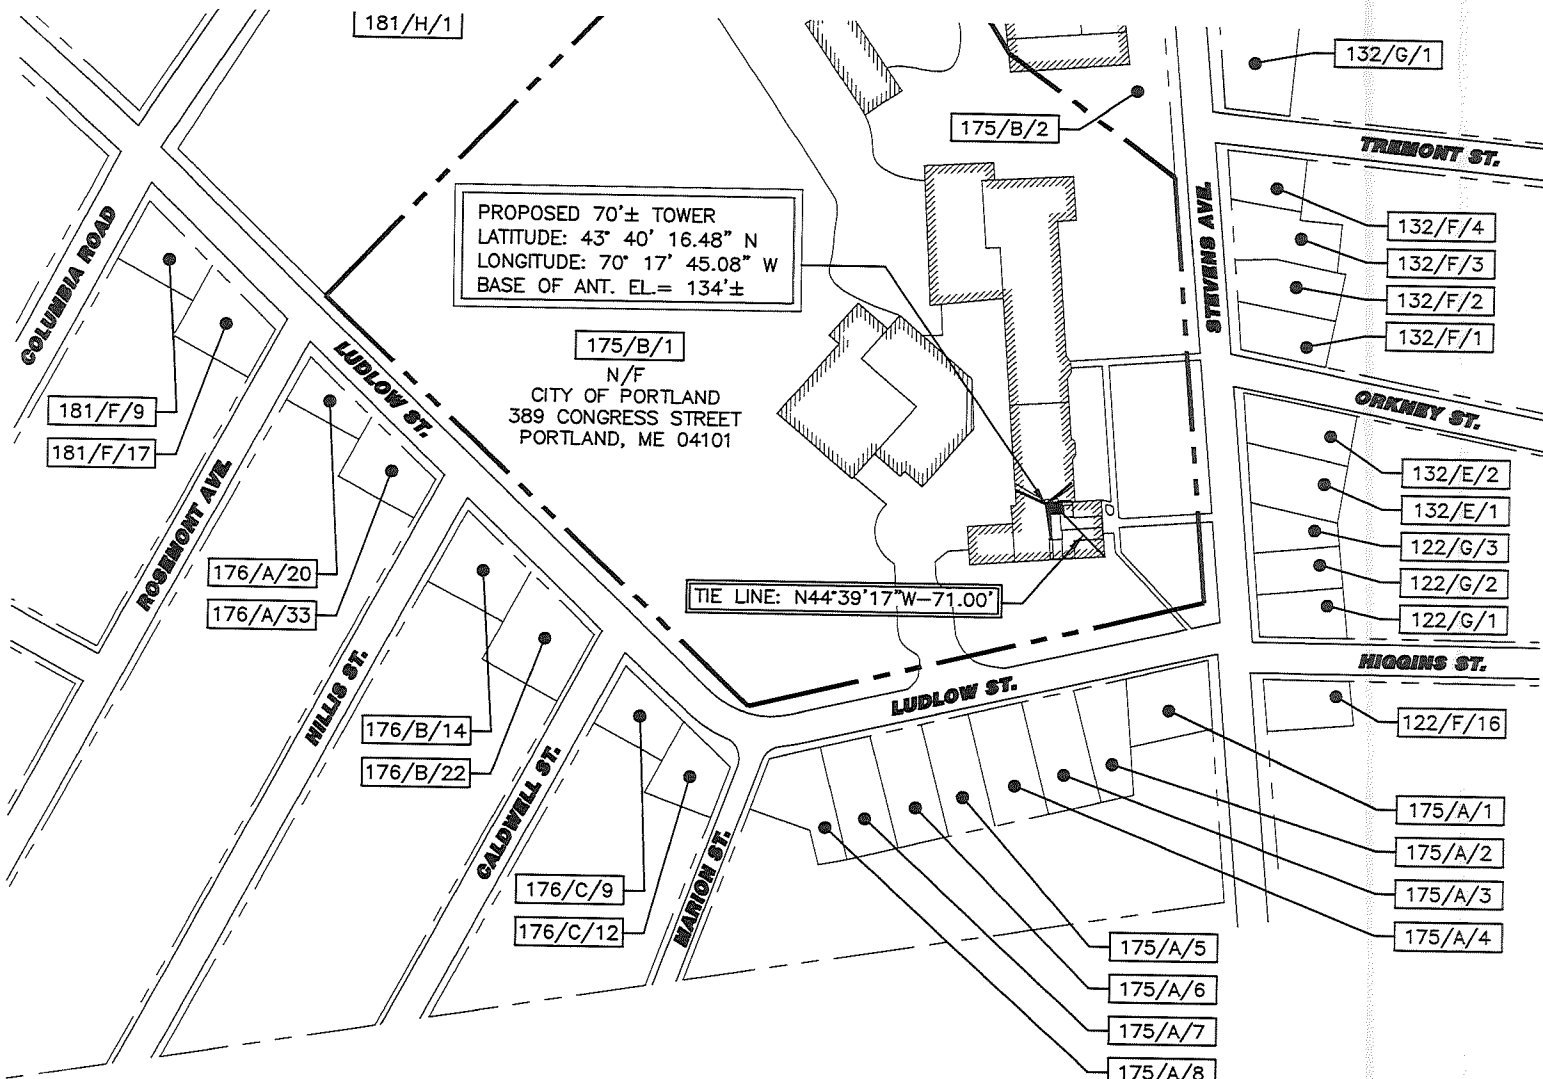 181/H/1
132/G/1
175/B/2
TREMONT ST.
PROPOSED 70'± TOWER
LATITUDE: 43° 40' 16.48" N
LONGITUDE: 70° 17' 45.08" W
BASE OF ANT. EL.= 134'±
STEVENS AVE.
132/F/4
132/F/3
132/F/2
132/F/1
COLUMBIA ROAD
LUDLOW ST.
175/B/1
N/F
CITY OF PORTLAND
389 CONGRESS STREET
PORTLAND, ME 04101
181/F/9
181/F/17
ORKNEY ST.
132/E/2
132/E/1
122/G/3
122/G/2
122/G/1
ROSEMONT AVE.
176/A/20
176/A/33
TIE LINE: N44°39'17"W-71.00'
HIGGINS ST.
LUDLOW ST.
122/F/16
HILLIS ST.
176/B/14
176/B/22
CALDWELL ST.
175/A/1
175/A/2
175/A/3
175/A/4
MARION ST.
176/C/9
176/C/12
175/A/5
175/A/6
175/A/7
175/A/8